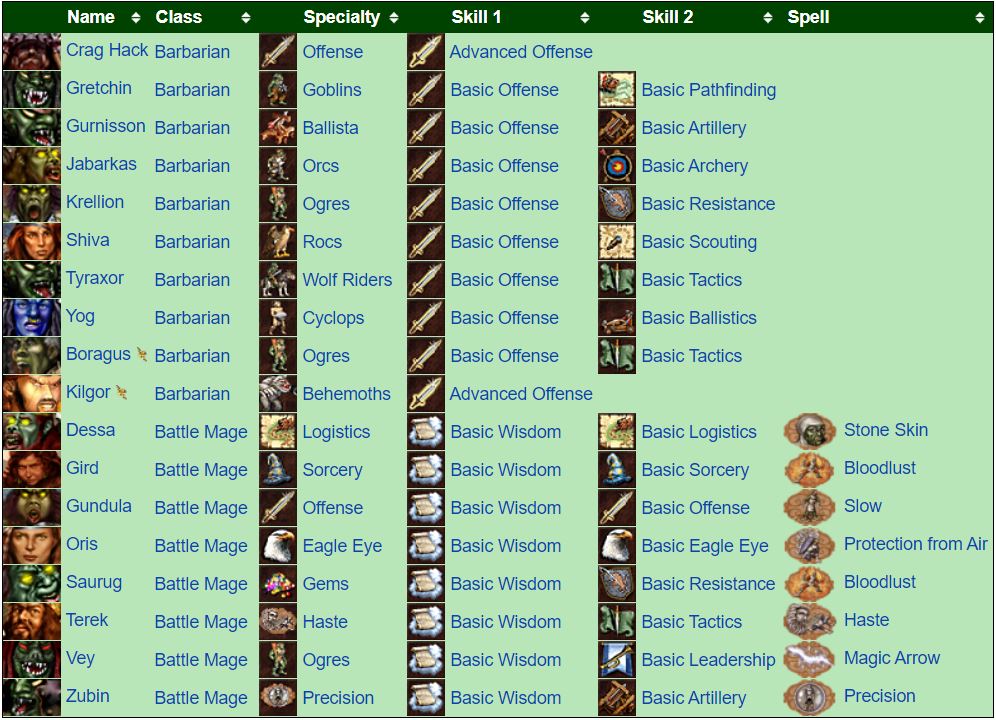 Name Class Specialty Skill 1 Skill 2 Spell
Crag Hack Barbarian Offense Advanced Offense
Gretchin Barbarian Goblins Basic Offense Basic Pathfinding
Gurnisson Barbarian Ballista Basic Offense Basic Artillery
Jabarkas Barbarian Orcs Basic Offense Basic Archery
Krellion Barbarian Ogres Basic Offense Basic Resistance
Shiva Barbarian Rocs Basic Offense Basic Scouting
Tyraxor Barbarian Wolf Riders Basic Offense Basic Tactics
Yog Barbarian Cyclops Basic Offense Basic Ballistics
Boragus Barbarian Ogres Basic Offense Basic Tactics
Kilgor Barbarian Behemoths Advanced Offense
Dessa Battle Mage Logistics Basic Wisdom Basic Logistics Stone Skin
Gird Battle Mage Sorcery Basic Wisdom Basic Sorcery Bloodlust
Gundula Battle Mage Offense Basic Wisdom Basic Offense Slow
Oris Battle Mage Eagle Eye Basic Wisdom Basic Eagle Eye Protection from Air
Saurug Battle Mage Gems Basic Wisdom Basic Resistance Bloodlust
Terek Battle Mage Haste Basic Wisdom Basic Tactics Haste
Vey Battle Mage Ogres Basic Wisdom Basic Leadership Magic Arrow
Zubin Battle Mage Precision Basic Wisdom Basic Artillery Precision